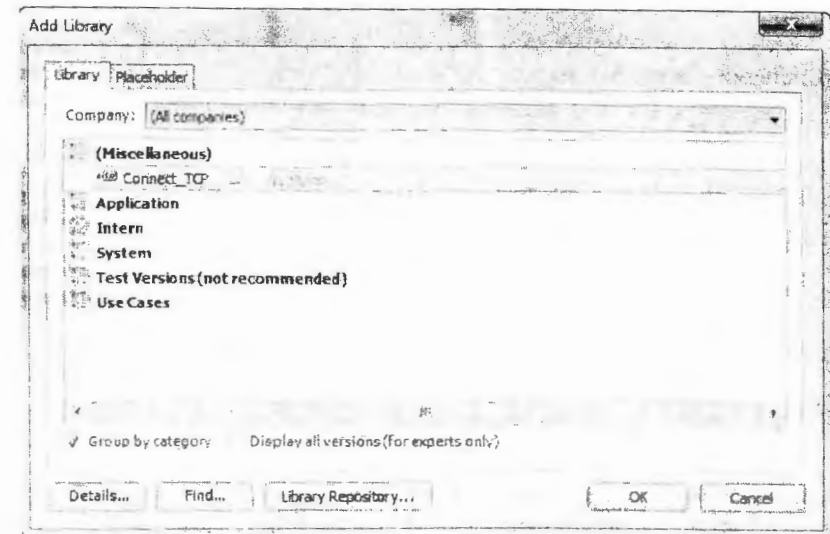 Add Library
Library Placeholder
Company: (All companies)
(Miscellaneous)
Connect_TCP
Application
Intern
System
Test Versions (not recommended)
Use Cases
Group by category Display all versions (for experts only)
Details... Find... Library Repository... OK Cancel